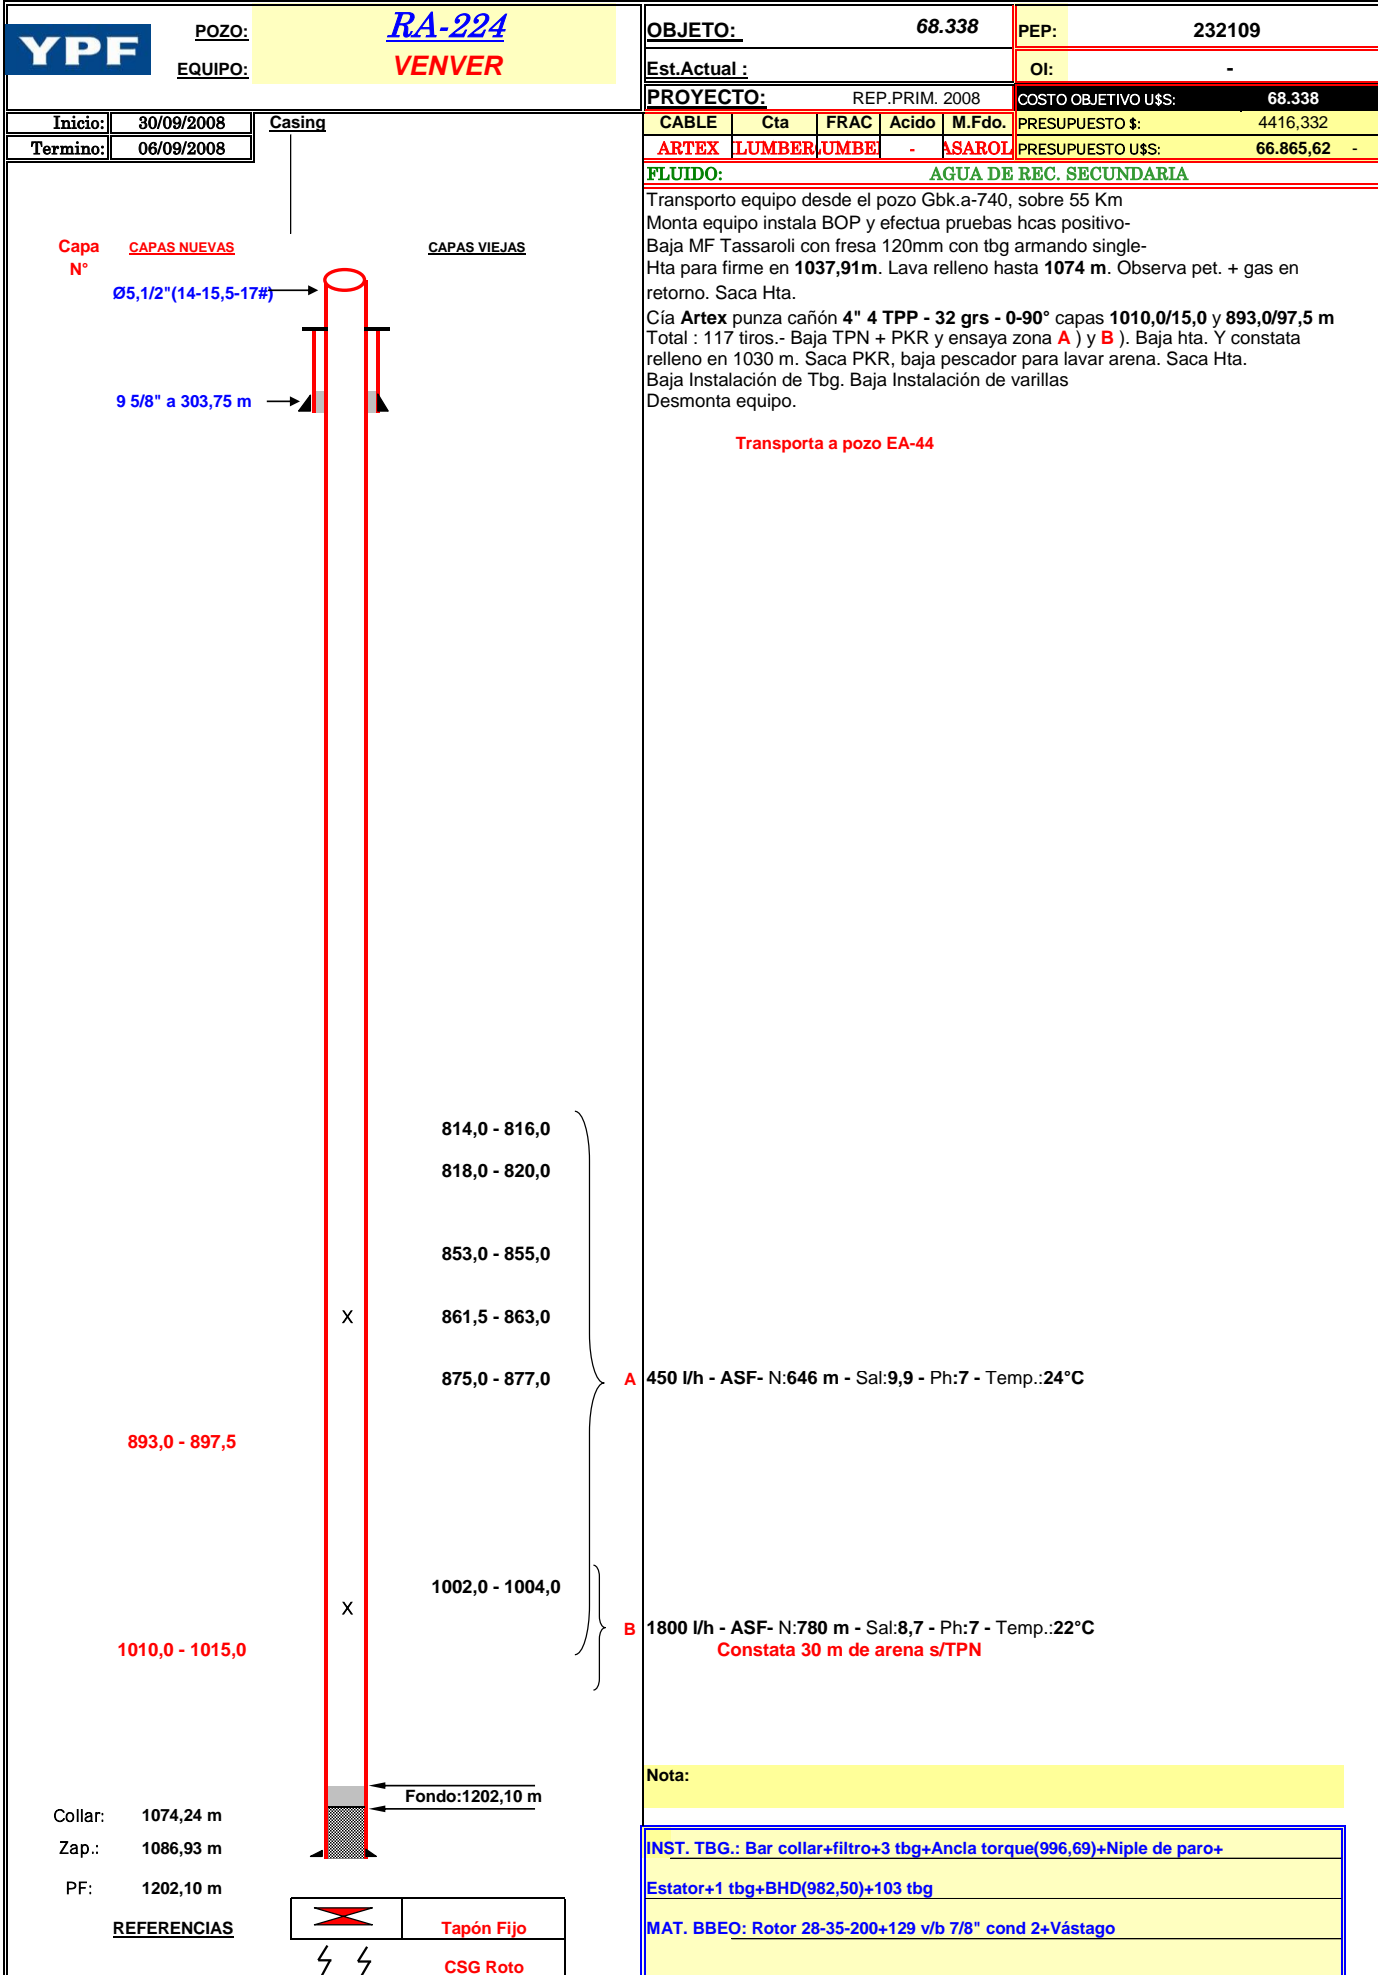 YPF
POZO: RA-224
EQUIPO: VENVER
OBJETO: 68.338
PEP: 232109
Est.Actual :
OI: -
PROYECTO: REP.PRIM. 2008
COSTO OBJETIVO U$S: 68.338
Inicio: 30/09/2008
Casing
CABLE Cta FRAC Acido M.Fdo.
PRESUPUESTO $: 4416,332
Termino: 06/09/2008
ARTEX LUMBER UMBE - ASAROL
PRESUPUESTO U$S: 66.865,62 -
FLUIDO: AGUA DE REC. SECUNDARIA
Transporto equipo desde el pozo Gbk.a-740, sobre 55 Km
Monta equipo instala BOP y efectua pruebas hcas positivo-
Baja MF Tassaroli con fresa 120mm con tbg armando single-
Hta para firme en 1037,91m. Lava relleno hasta 1074 m. Observa pet. + gas en
retorno. Saca Hta.
Cía Artex punza cañón 4" 4 TPP - 32 grs - 0-90° capas 1010,0/15,0 y 893,0/97,5 m
Total : 117 tiros.- Baja TPN + PKR y ensaya zona A ) y B ). Baja hta. Y constata
relleno en 1030 m. Saca PKR, baja pescador para lavar arena. Saca Hta.
Baja Instalación de Tbg. Baja Instalación de varillas
Desmonta equipo.
Transporta a pozo EA-44
Capa
N°
CAPAS NUEVAS
CAPAS VIEJAS
Ø5,1/2"(14-15,5-17#)
9 5/8" a 303,75 m
814,0 - 816,0
818,0 - 820,0
853,0 - 855,0
X
861,5 - 863,0
875,0 - 877,0
A 450 l/h - ASF- N:646 m - Sal:9,9 - Ph:7 - Temp.:24°C
893,0 - 897,5
1002,0 - 1004,0
X
B 1800 l/h - ASF- N:780 m - Sal:8,7 - Ph:7 - Temp.:22°C
1010,0 - 1015,0
Constata 30 m de arena s/TPN
Nota:
Fondo:1202,10 m
Collar: 1074,24 m
Zap.: 1086,93 m
PF: 1202,10 m
INST. TBG.: Bar collar+filtro+3 tbg+Ancla torque(996,69)+Niple de paro+
Estator+1 tbg+BHD(982,50)+103 tbg
MAT. BBEO: Rotor 28-35-200+129 v/b 7/8" cond 2+Vástago
REFERENCIAS
Tapón Fijo
CSG Roto